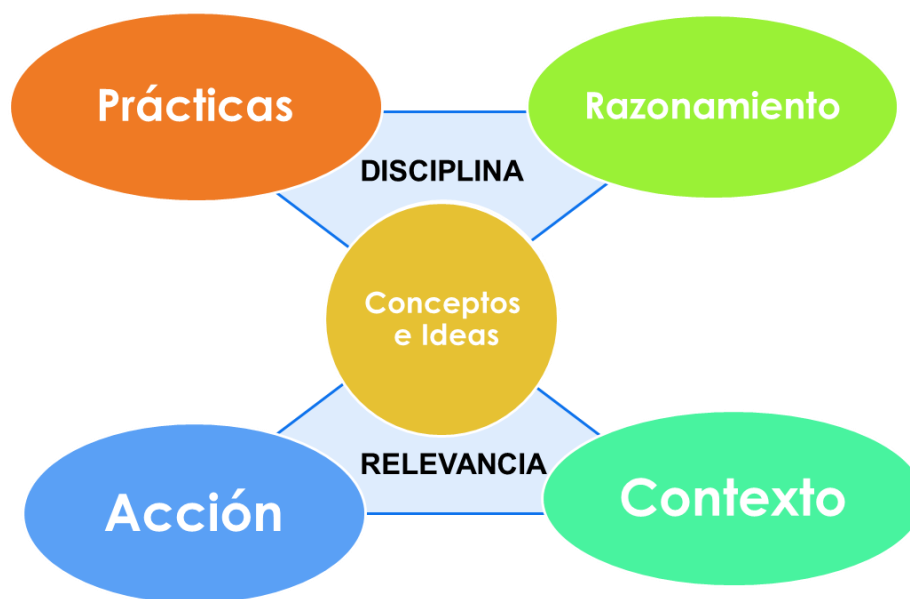 Prácticas
Razonamiento
DISCIPLINA
Conceptos
e Ideas
RELEVANCIA
Acción
Contexto